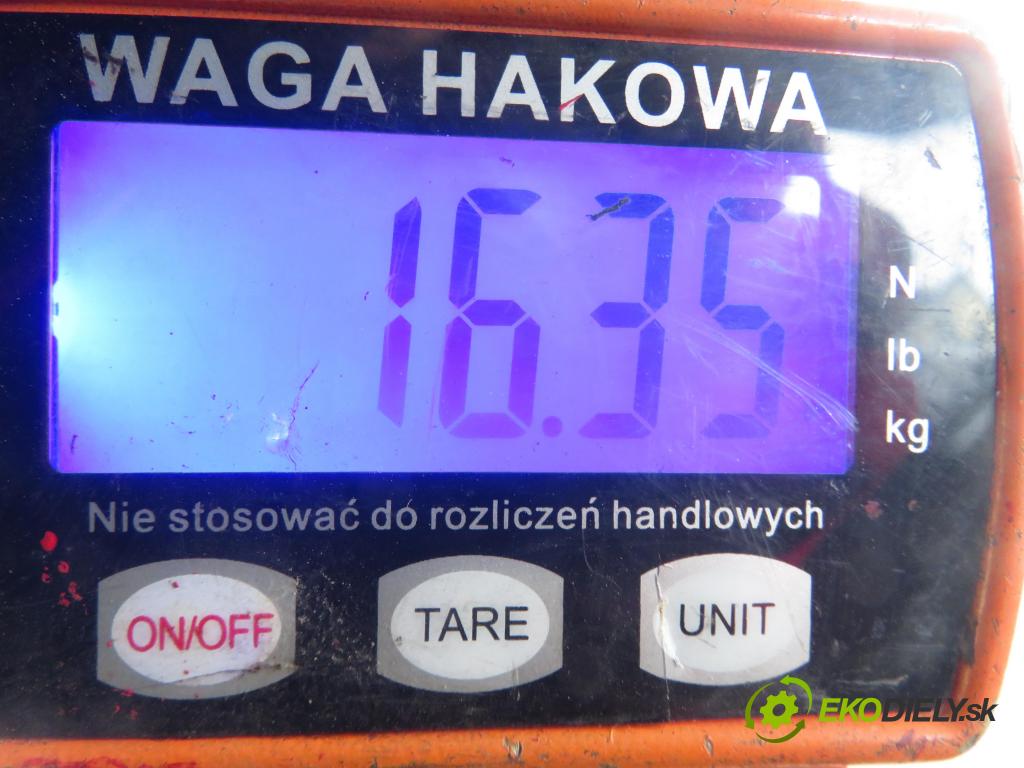 WAGA HAKOWA
16.35
N
lb
kg
Nie stosować do rozliczeń handlowych
ON/OFF TARE UNIT
EKODIELY.sk